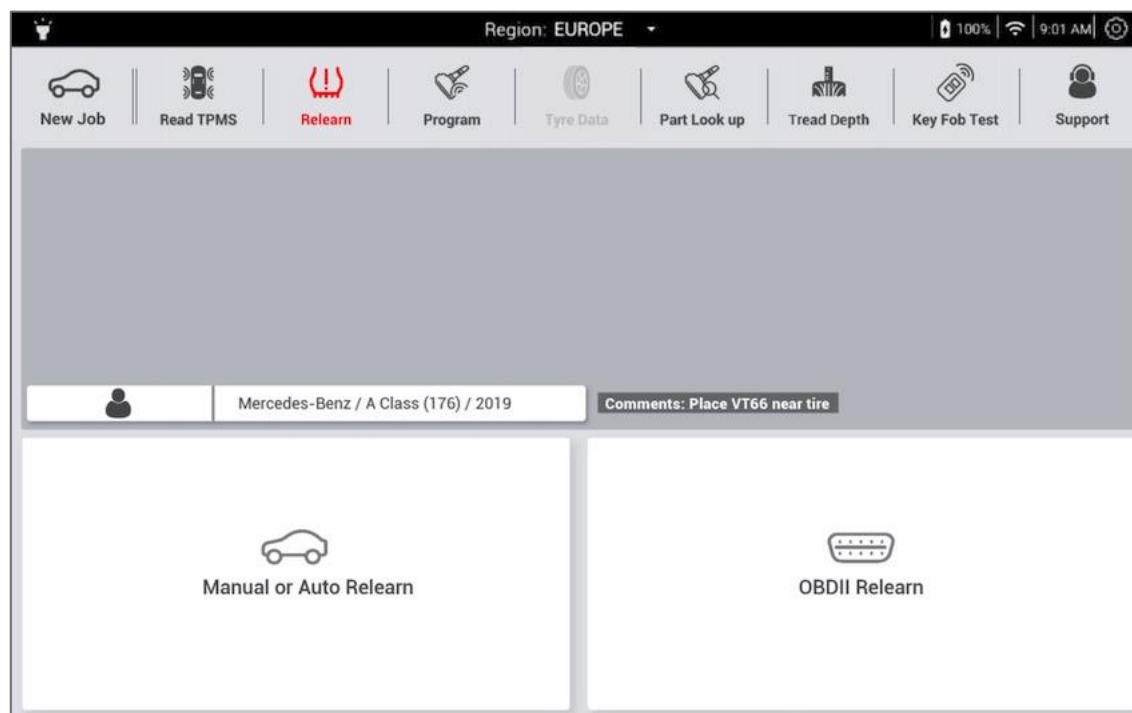 Region: EUROPE
100%
9:01 AM
New Job
Read TPMS
Relearn
Program
Tyre Data
Part Look up
Tread Depth
Key Fob Test
Support
Mercedes-Benz / A Class (176) / 2019
Comments: Place VT66 near tire
Manual or Auto Relearn
OBDII Relearn